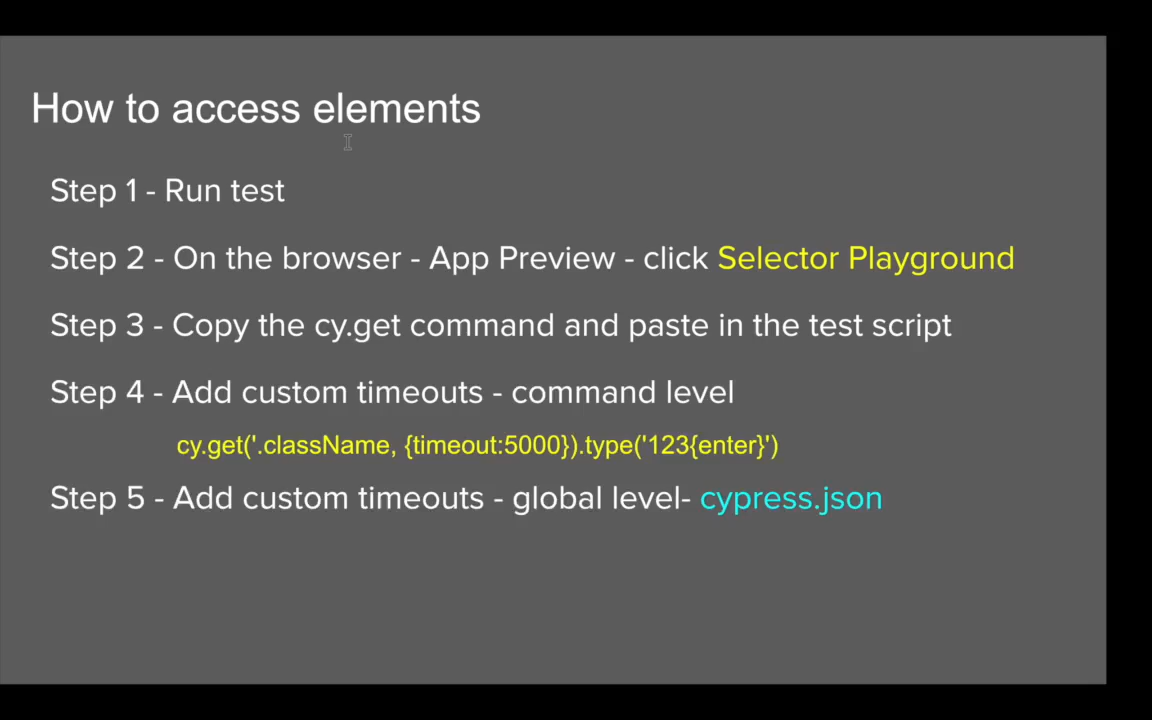 How to access elements
Step 1 - Run test
Step 2 - On the browser - App Preview - click Selector Playground
Step 3 - Copy the cy.get command and paste in the test script
Step 4 - Add custom timeouts - command level
cy.get('.className, {timeout:5000}).type('123{enter}')
Step 5 - Add custom timeouts - global level- cypress.json